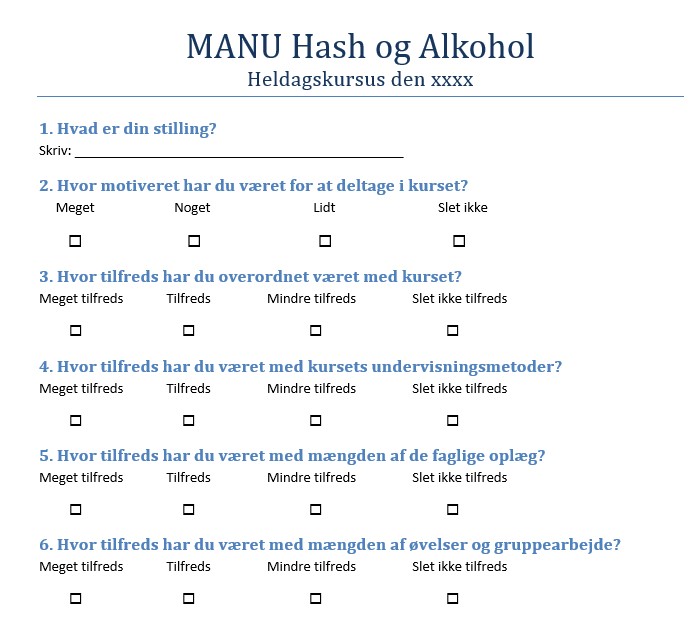 MANU Hash og Alkohol
Heldagskursus den xxxx
1. Hvad er din stilling?
Skriv:
2. Hvor motiveret har du været for at deltage i kurset?
Meget Noget Lidt Slet ikke
3. Hvor tilfreds har du overordnet været med kurset?
Meget tilfreds Tilfreds Mindre tilfreds Slet ikke tilfreds
4. Hvor tilfreds har du været med kursets undervisningsmetoder?
Meget tilfreds Tilfreds Mindre tilfreds Slet ikke tilfreds
5. Hvor tilfreds har du været med mængden af de faglige oplæg?
Meget tilfreds Tilfreds Mindre tilfreds Slet ikke tilfreds
6. Hvor tilfreds har du været med mængden af øvelser og gruppearbejde?
Meget tilfreds Tilfreds Mindre tilfreds Slet ikke tilfreds